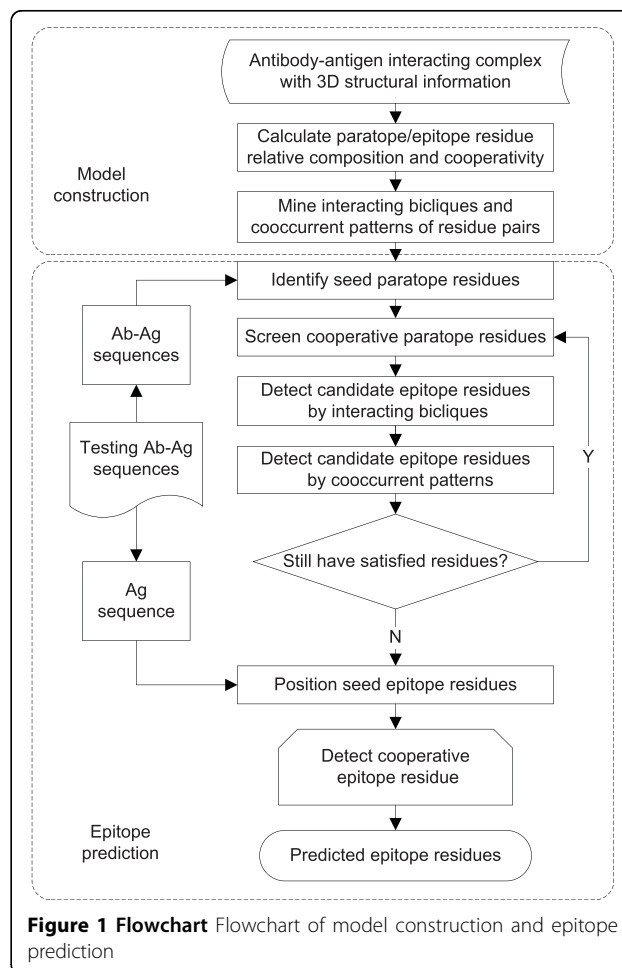 Antibody-antigen interacting complex
with 3D structural information
Calculate paratope/epitope residue
relative composition and cooperativity
Model
construction
Mine interacting bicliques and
cooccurrent patterns of residue pairs
Identify seed paratope residues
Ab-Ag
sequences
Screen cooperative paratope residues
Detect candidate epitope residues
by interacting bicliques
Testing Ab-Ag
sequences
Y
Detect candidate epitope residues
by cooccurrent patterns
Still have satisfied residues?
Ag
sequence
N
Position seed epitope residues
Detect cooperative
epitope residue
Epitope
prediction
Predicted epitope residues
Figure 1 Flowchart Flowchart of model construction and epitope
prediction